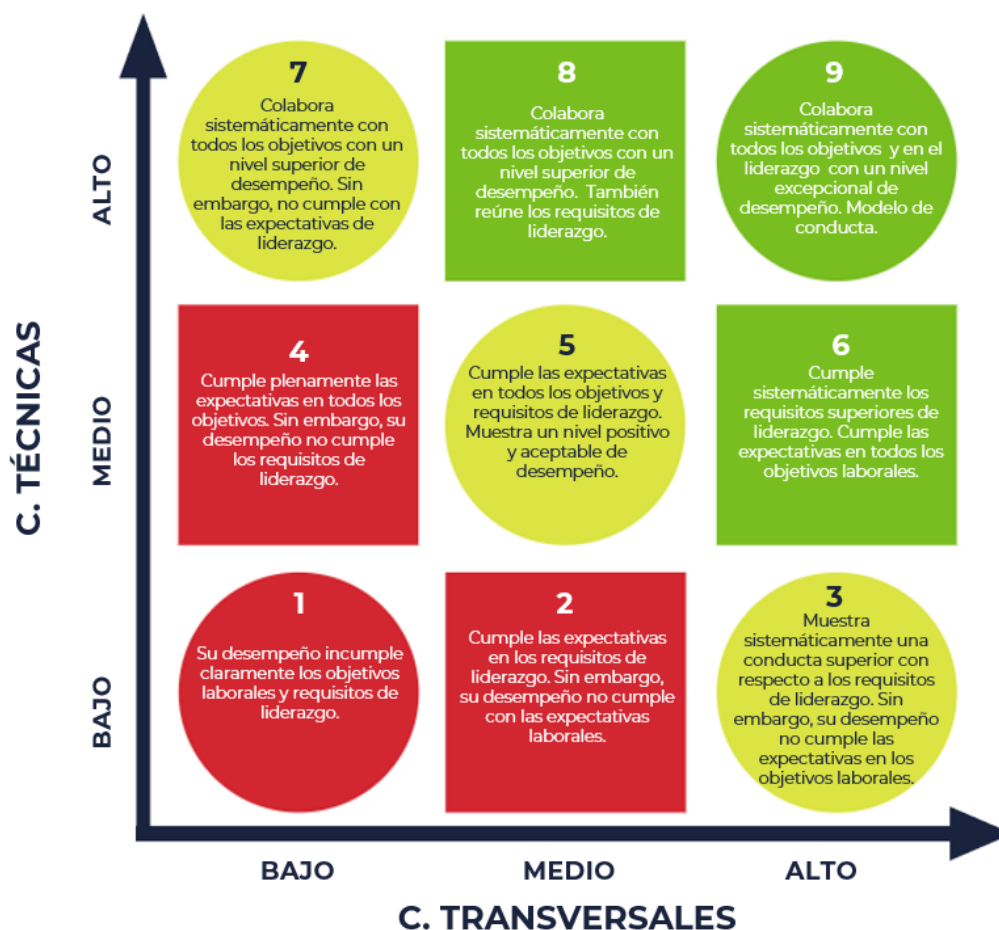 C. TÉCNICAS
ALTO
7
Colabora
sistemáticamente con
todos los objetivos con un
nivel superior de
desempeño. Sin
embargo, no cumple con
las expectativas de
liderazgo.
8
Colabora
sistemáticamente con
todos los objetivos con un
nivel superior de
desempeño. También
reúne los requisitos de
liderazgo.
9
Colabora
sistemáticamente con
todos los objetivos y en el
liderazgo con un nivel
excepcional de
desempeño. Modelo de
conducta.
MEDIO
4
Cumple plenamente las
expectativas en todos los
objetivos. Sin embargo, su
desempeño no cumple
los requisitos de
liderazgo.
5
Cumple las expectativas
en todos los objetivos y
requisitos de liderazgo.
Muestra un nivel positivo
y aceptable de
desempeño.
6
Cumple
sistemáticamente los
requisitos superiores de
liderazgo. Cumple las
expectativas en todos los
objetivos laborales.
BAJO
1
Su desempeño incumple
claramente los objetivos
laborales y requisitos de
liderazgo.
2
Cumple las expectativas
en los requisitos de
liderazgo. Sin embargo,
su desempeño no cumple
con las expectativas
laborales.
3
Muestra
sistemáticamente una
conducta superior con
respecto a los requisitos
de liderazgo. Sin
embargo, su desempeño
no cumple las
expectativas en los
objetivos laborales.
BAJO
MEDIO
ALTO
C. TRANSVERSALES